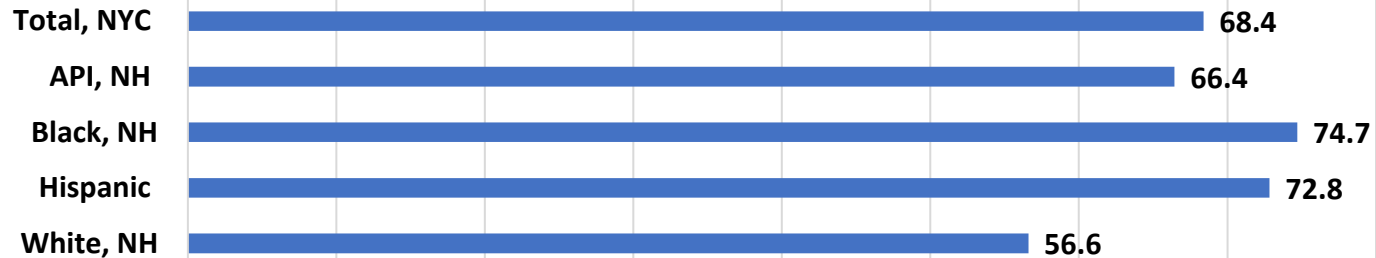 Total, NYC 68.4
API, NH 66.4
Black, NH 74.7
Hispanic 72.8
White, NH 56.6